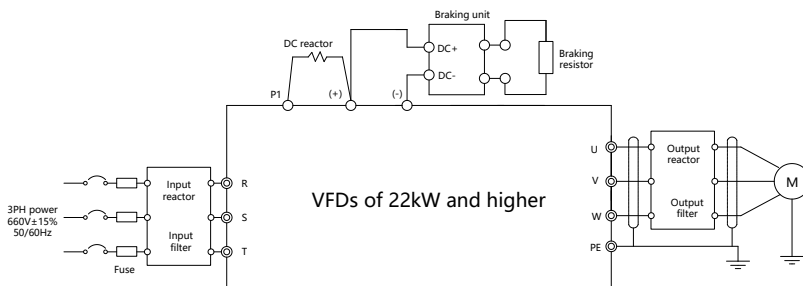 Braking unit
DC reactor
DC+
DC-
Braking
resistor
P1
(+)
(-)
3PH power
660V±15%
50/60Hz
Fuse
Input
reactor
Input
filter
R
S
T
VFDs of 22kW and higher
U
V
W
PE
Output
reactor
Output
filter
M